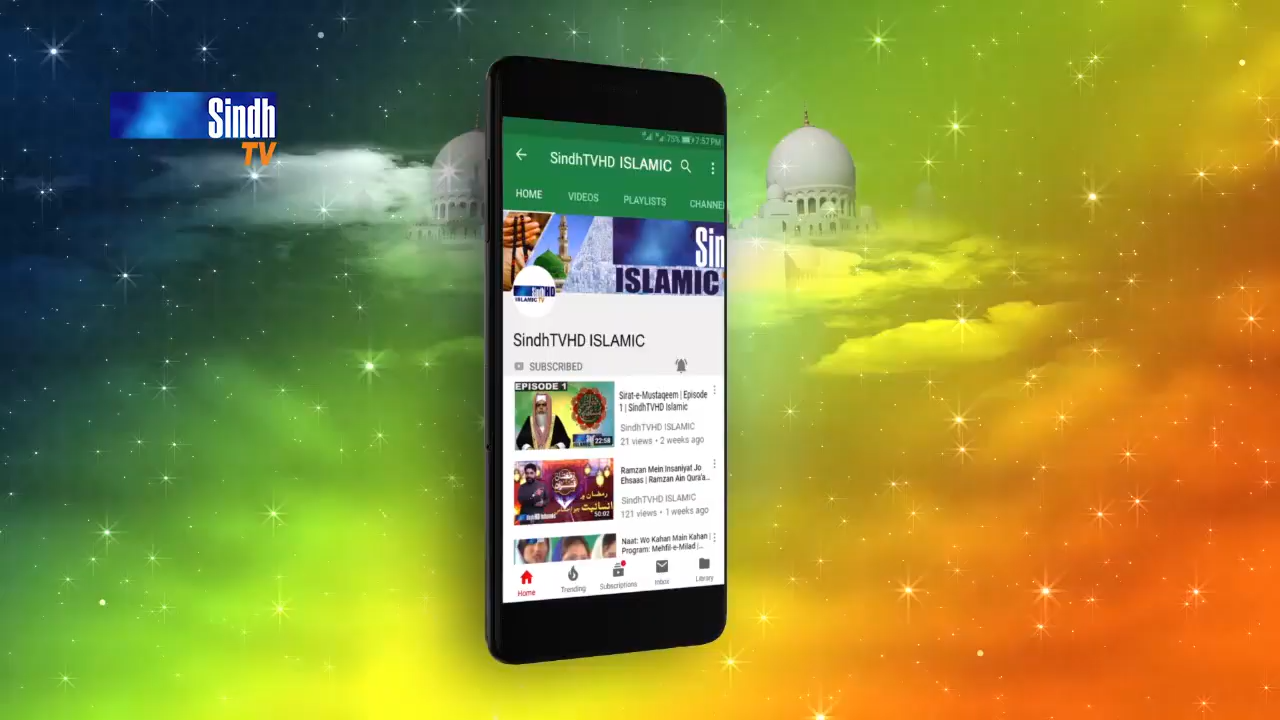 Sindh
TV
75% 7:57 PM
SindhTVHD ISLAMIC
HOME VIDEOS PLAYLISTS CHANNE
Sin
ISLAMIC
SindhHD
ISLAMIC TV
SindhTVHD ISLAMIC
SUBSCRIBED
EPISODE 1
22:58
Sirat-e-Mustaqeem | Episode
1 | SindhTVHD Islamic
SindhTVHD ISLAMIC
21 views • 2 weeks ago
رمضان ۾
انسانيت
50:02
Ramzan Mein Insaniyat Jo
Ehsaas | Ramzan Ain Qura'a...
SindhTVHD ISLAMIC
121 views • 1 weeks ago
Naat: Wo Kahan Main Kahan |
Program: Mehfil-e-Milad |...
Home Trending Subscriptions Inbox Library